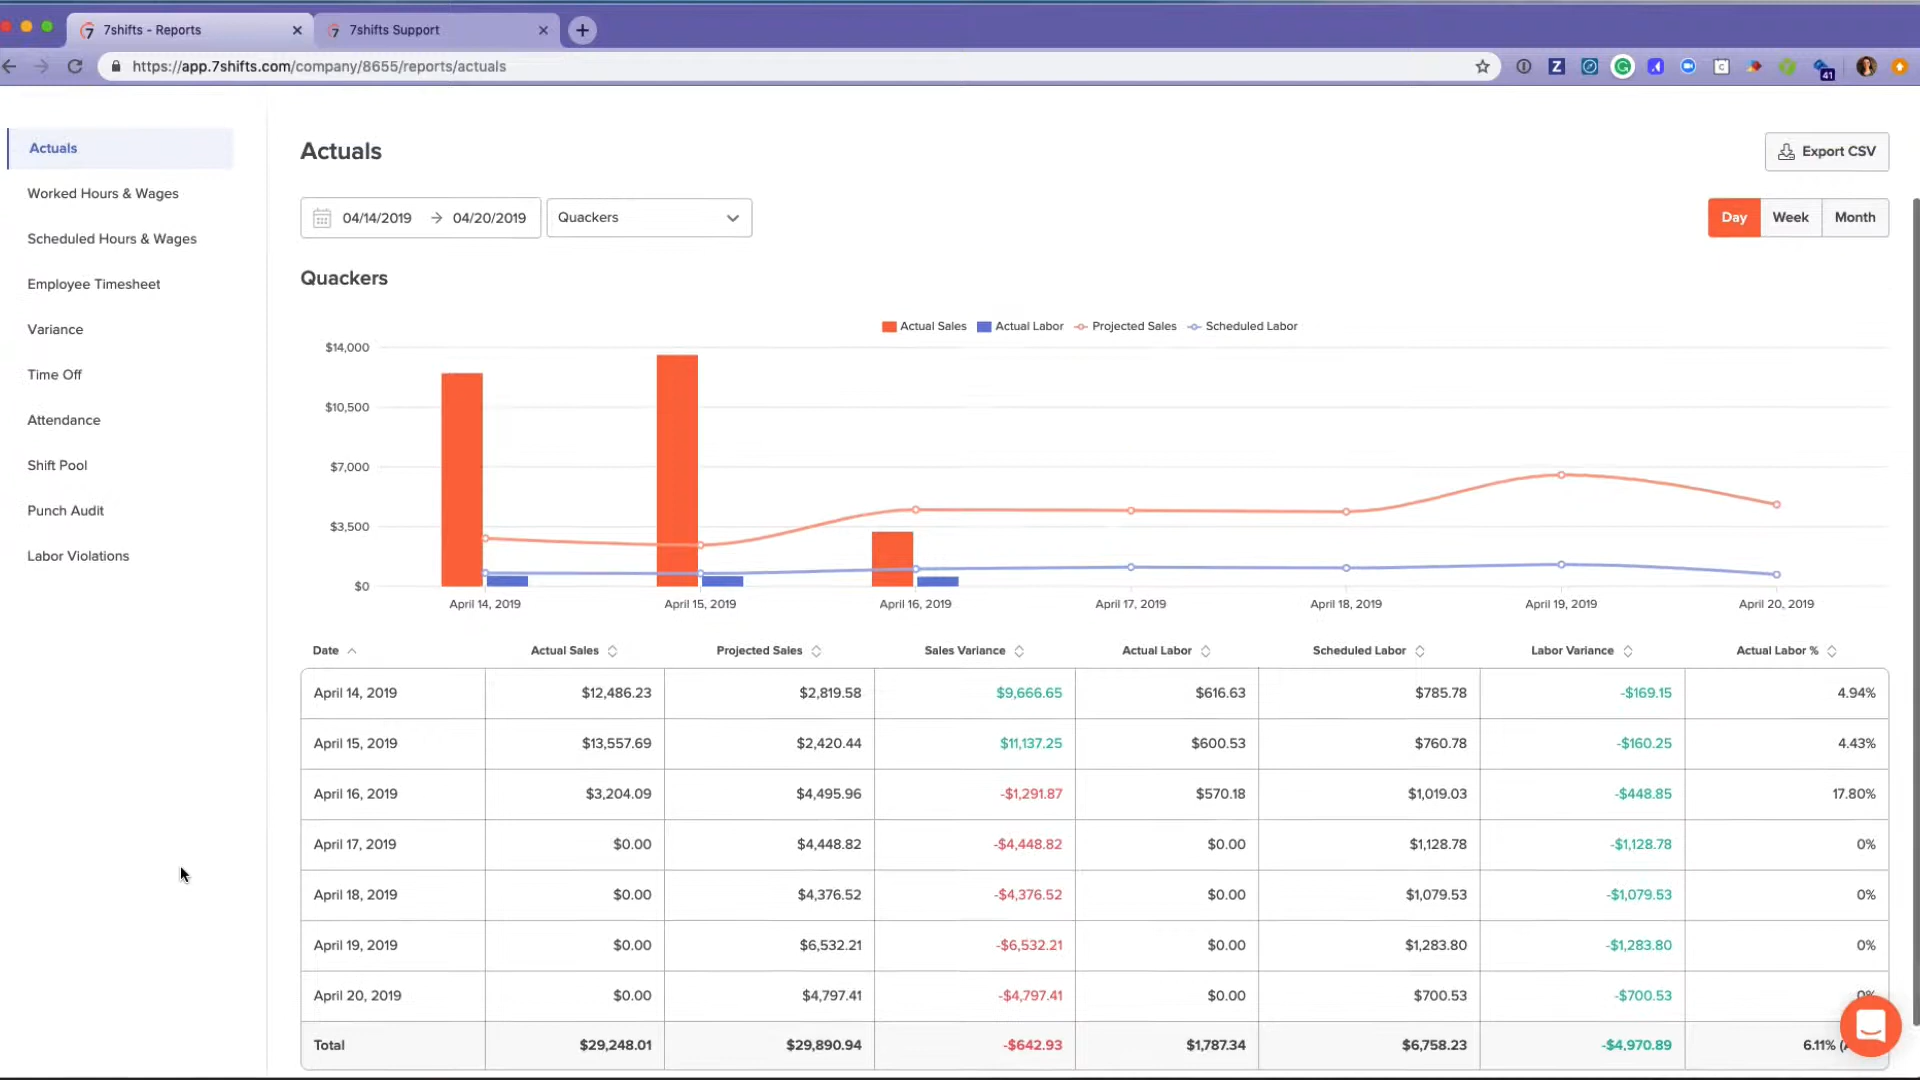 7shifts - Reports
7shifts Support
https://app.7shifts.com/company/8655/reports/actuals
41
Actuals
Worked Hours & Wages
Scheduled Hours & Wages
Employee Timesheet
Variance
Time Off
Attendance
Shift Pool
Punch Audit
Labor Violations
Actuals
Export CSV
04/14/2019 → 04/20/2019
Quackers
Day Week Month
Quackers
Actual Sales Actual Labor Projected Sales Scheduled Labor
$14,000
$10,500
$7,000
$3,500
$0
April 14, 2019 April 15, 2019 April 16, 2019 April 17, 2019 April 18, 2019 April 19, 2019 April 20, 2019
Date Actual Sales Projected Sales Sales Variance Actual Labor Scheduled Labor Labor Variance Actual Labor %
April 14, 2019 $12,486.23 $2,819.58 $9,666.65 $616.63 $785.78 -$169.15 4.94%
April 15, 2019 $13,557.69 $2,420.44 $11,137.25 $600.53 $760.78 -$160.25 4.43%
April 16, 2019 $3,204.09 $4,495.96 -$1,291.87 $570.18 $1,019.03 -$448.85 17.80%
April 17, 2019 $0.00 $4,448.82 -$4,448.82 $0.00 $1,128.78 -$1,128.78 0%
April 18, 2019 $0.00 $4,376.52 -$4,376.52 $0.00 $1,079.53 -$1,079.53 0%
April 19, 2019 $0.00 $6,532.21 -$6,532.21 $0.00 $1,283.80 -$1,283.80 0%
April 20, 2019 $0.00 $4,797.41 -$4,797.41 $0.00 $700.53 -$700.53 0%
Total $29,248.01 $29,890.94 -$642.93 $1,787.34 $6,758.23 -$4,970.89 6.11%